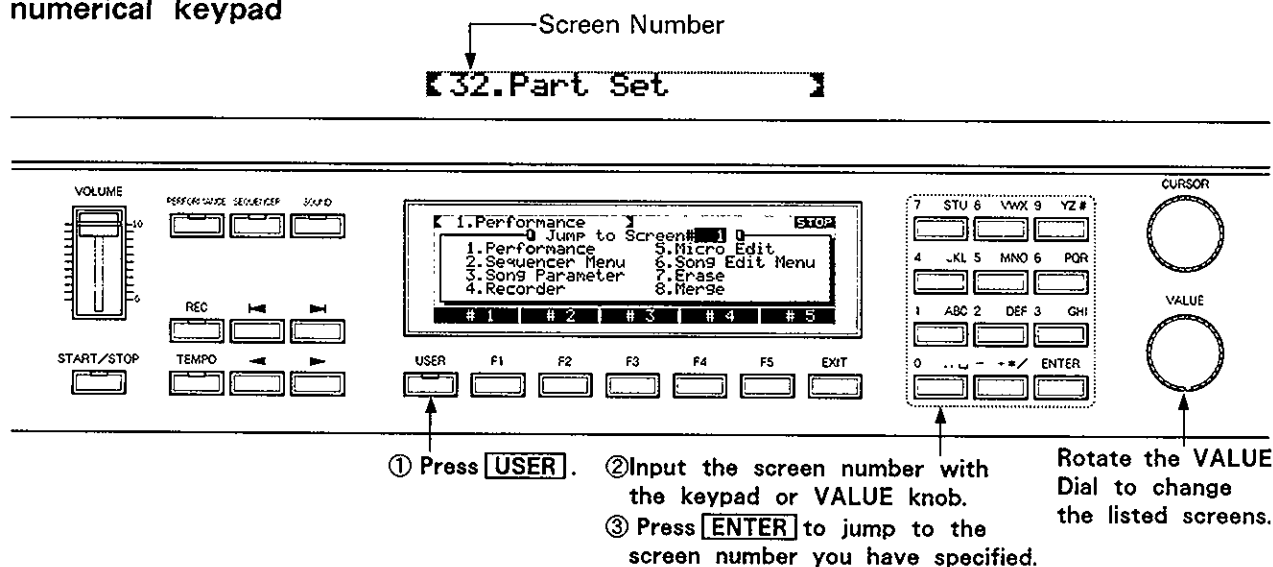 numerical keypad
Screen Number
32.Part Set
VOLUME
10
6
PERFORMANCE SEQUENCER SOUND
REC
START/STOP
TEMPO
1.Performance STOP
Jump to Screen# 1
1.Performance 5.Micro Edit
2.Sequencer Menu 6.Song Edit Menu
3.Song Parameter 7.Erase
4.Recorder 8.Merge
# 1 # 2 # 3 # 4 # 5
USER F1 F2 F3 F4 F5 EXIT
7 STU 8 VWX 9 YZ#
4 JKL 5 MNO 6 PQR
1 ABC 2 DEF 3 GHI
0 - +*/ ENTER
CURSOR
VALUE
① Press USER.
②Input the screen number with
the keypad or VALUE knob.
③ Press ENTER to jump to the
screen number you have specified.
Rotate the VALUE
Dial to change
the listed screens.